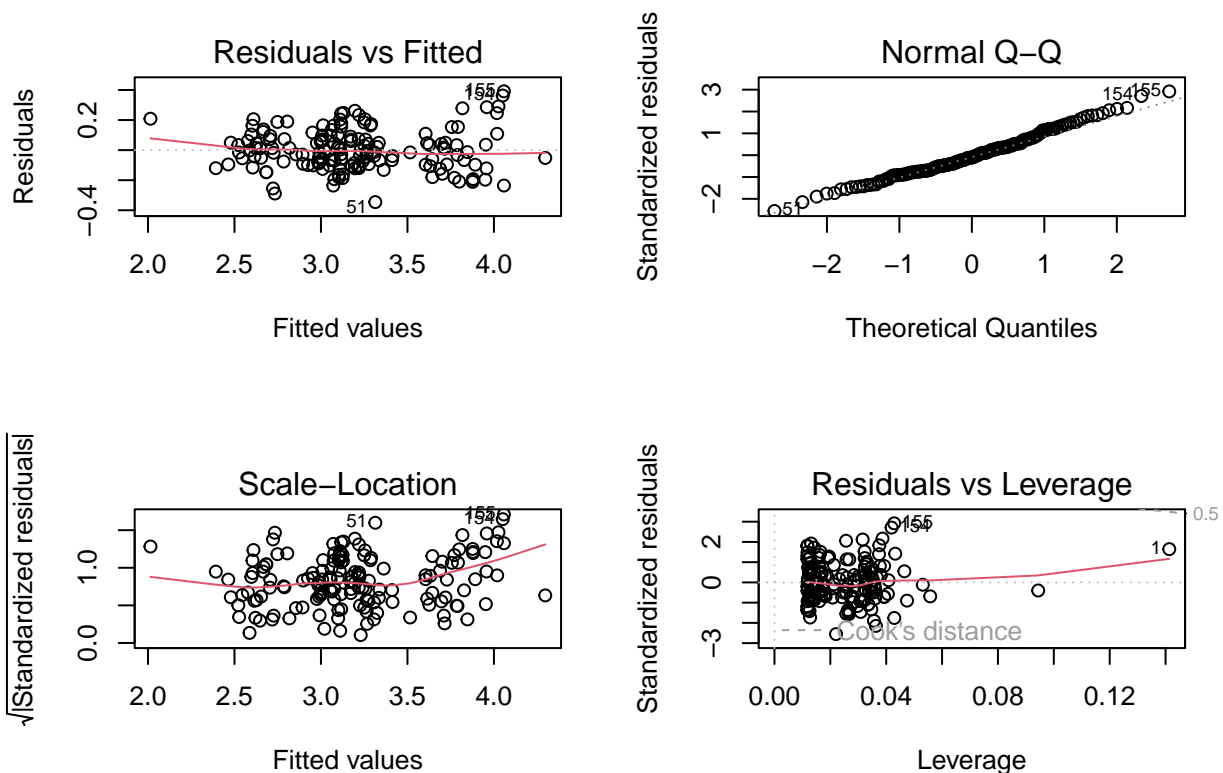 Residuals vs Fitted
Residuals
0.2
−0.4
155
154
51
2.0 2.5 3.0 3.5 4.0
Fitted values
Normal Q−Q
Standardized residuals
3
1
−2
154 155
51
−2 −1 0 1 2
Theoretical Quantiles
Scale−Location
√|Standardized residuals|
1.0
0.0
51
155
154
2.0 2.5 3.0 3.5 4.0
Fitted values
Residuals vs Leverage
Standardized residuals
2
0
−3
155
154
1
0.5
Cook's distance
0.00 0.04 0.08 0.12
Leverage